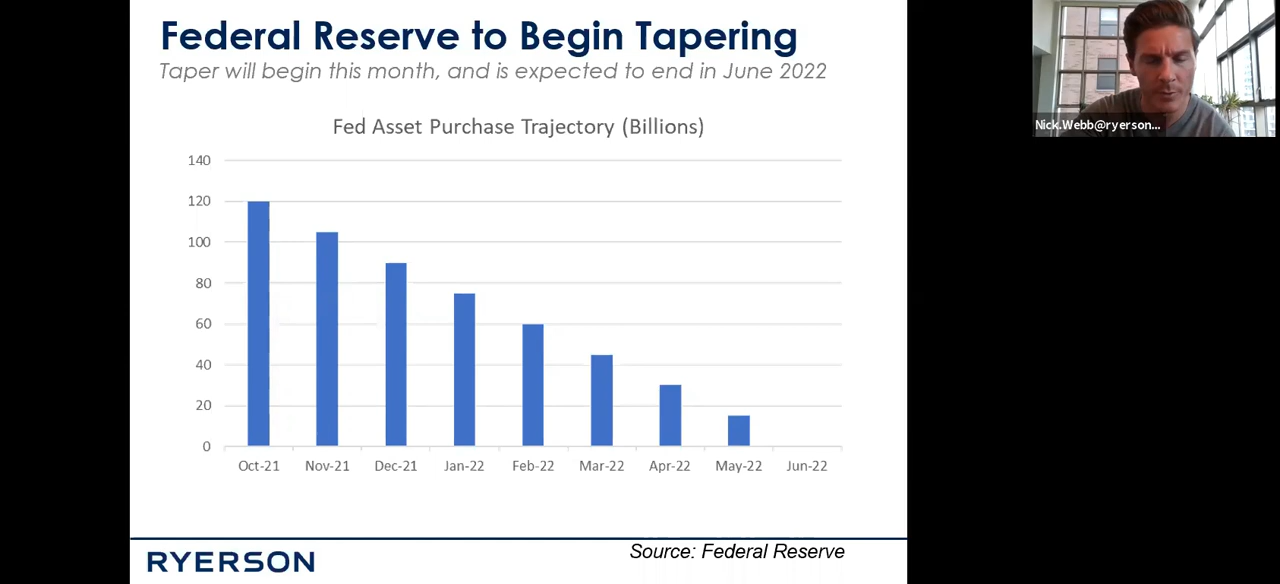 Federal Reserve to Begin Tapering
Taper will begin this month, and is expected to end in June 2022
Nick.Webb@ryerson...
Fed Asset Purchase Trajectory (Billions)
140
120
100
80
60
40
20
0
Oct-21 Nov-21 Dec-21 Jan-22 Feb-22 Mar-22 Apr-22 May-22 Jun-22
Source: Federal Reserve
RYERSON